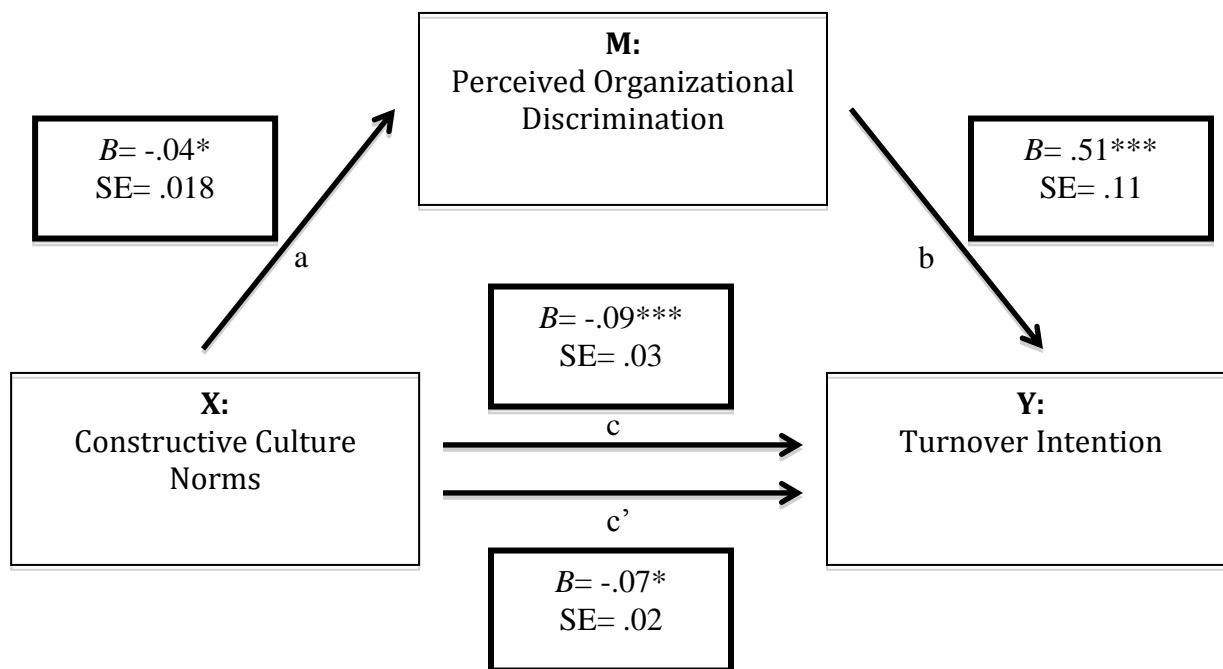 M:
Perceived Organizational
Discrimination
B= -.04*
SE= .018
B= .51***
SE= .11
a
b
B= -.09***
SE= .03
c
X:
Constructive Culture
Norms
Y:
Turnover Intention
c’
B= -.07*
SE= .02